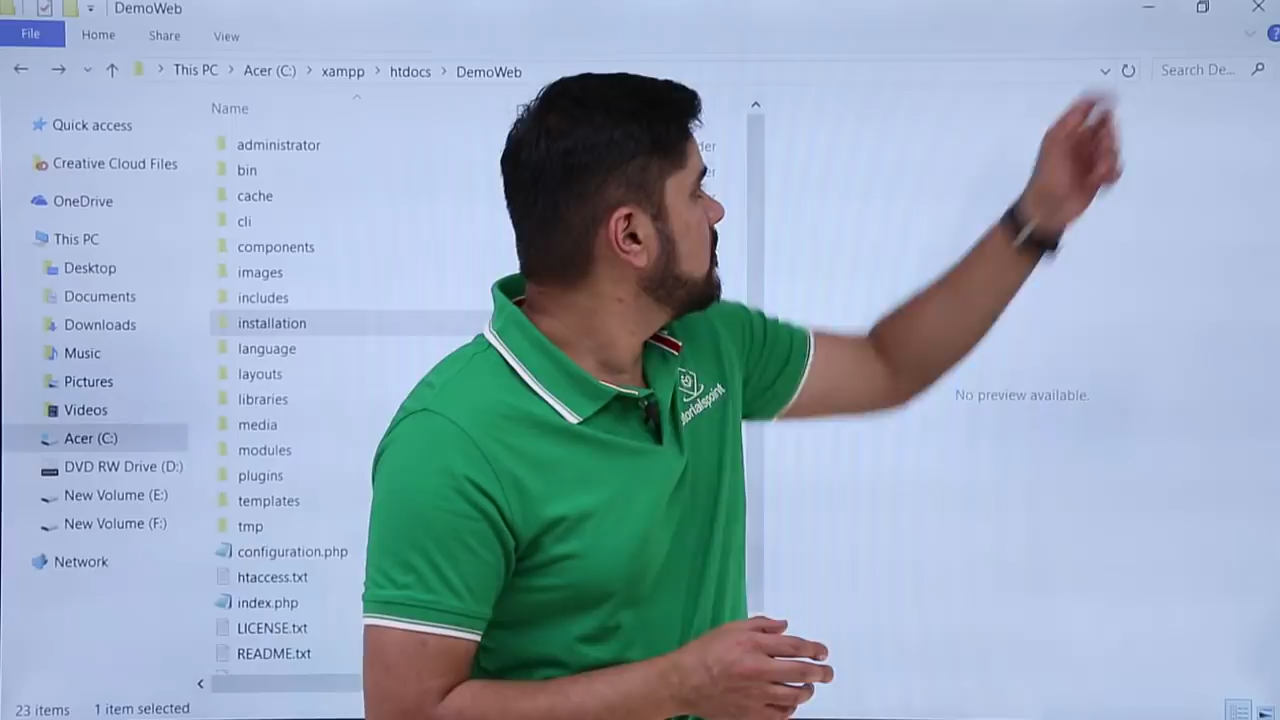 DemoWeb
File Home Share View
This PC Acer (C:) xampp htdocs DemoWeb Search De...
Name
Quick access
Creative Cloud Files
OneDrive
This PC
Desktop
Documents
Downloads
Music
Pictures
Videos
Acer (C:)
DVD RW Drive (D:)
New Volume (E:)
New Volume (F:)
Network
administrator
bin
cache
cli
components
images
includes
installation
language
layouts
libraries
media
modules
plugins
templates
tmp
configuration.php
htaccess.txt
index.php
LICENSE.txt
README.txt
No preview available.
23 items 1 item selected